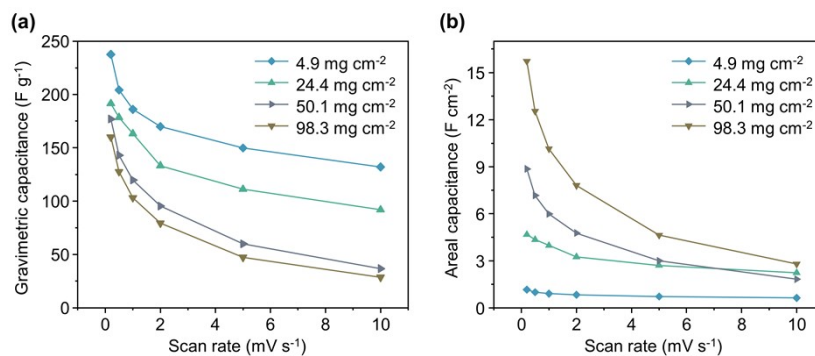 (a)
250
200
150
100
50
0
Gravimetric capacitance (F g⁻¹)
4.9 mg cm⁻²
24.4 mg cm⁻²
50.1 mg cm⁻²
98.3 mg cm⁻²
0 2 4 6 8 10
Scan rate (mV s⁻¹)
(b)
15
12
9
6
3
0
Areal capacitance (F cm⁻²)
4.9 mg cm⁻²
24.4 mg cm⁻²
50.1 mg cm⁻²
98.3 mg cm⁻²
0 2 4 6 8 10
Scan rate (mV s⁻¹)